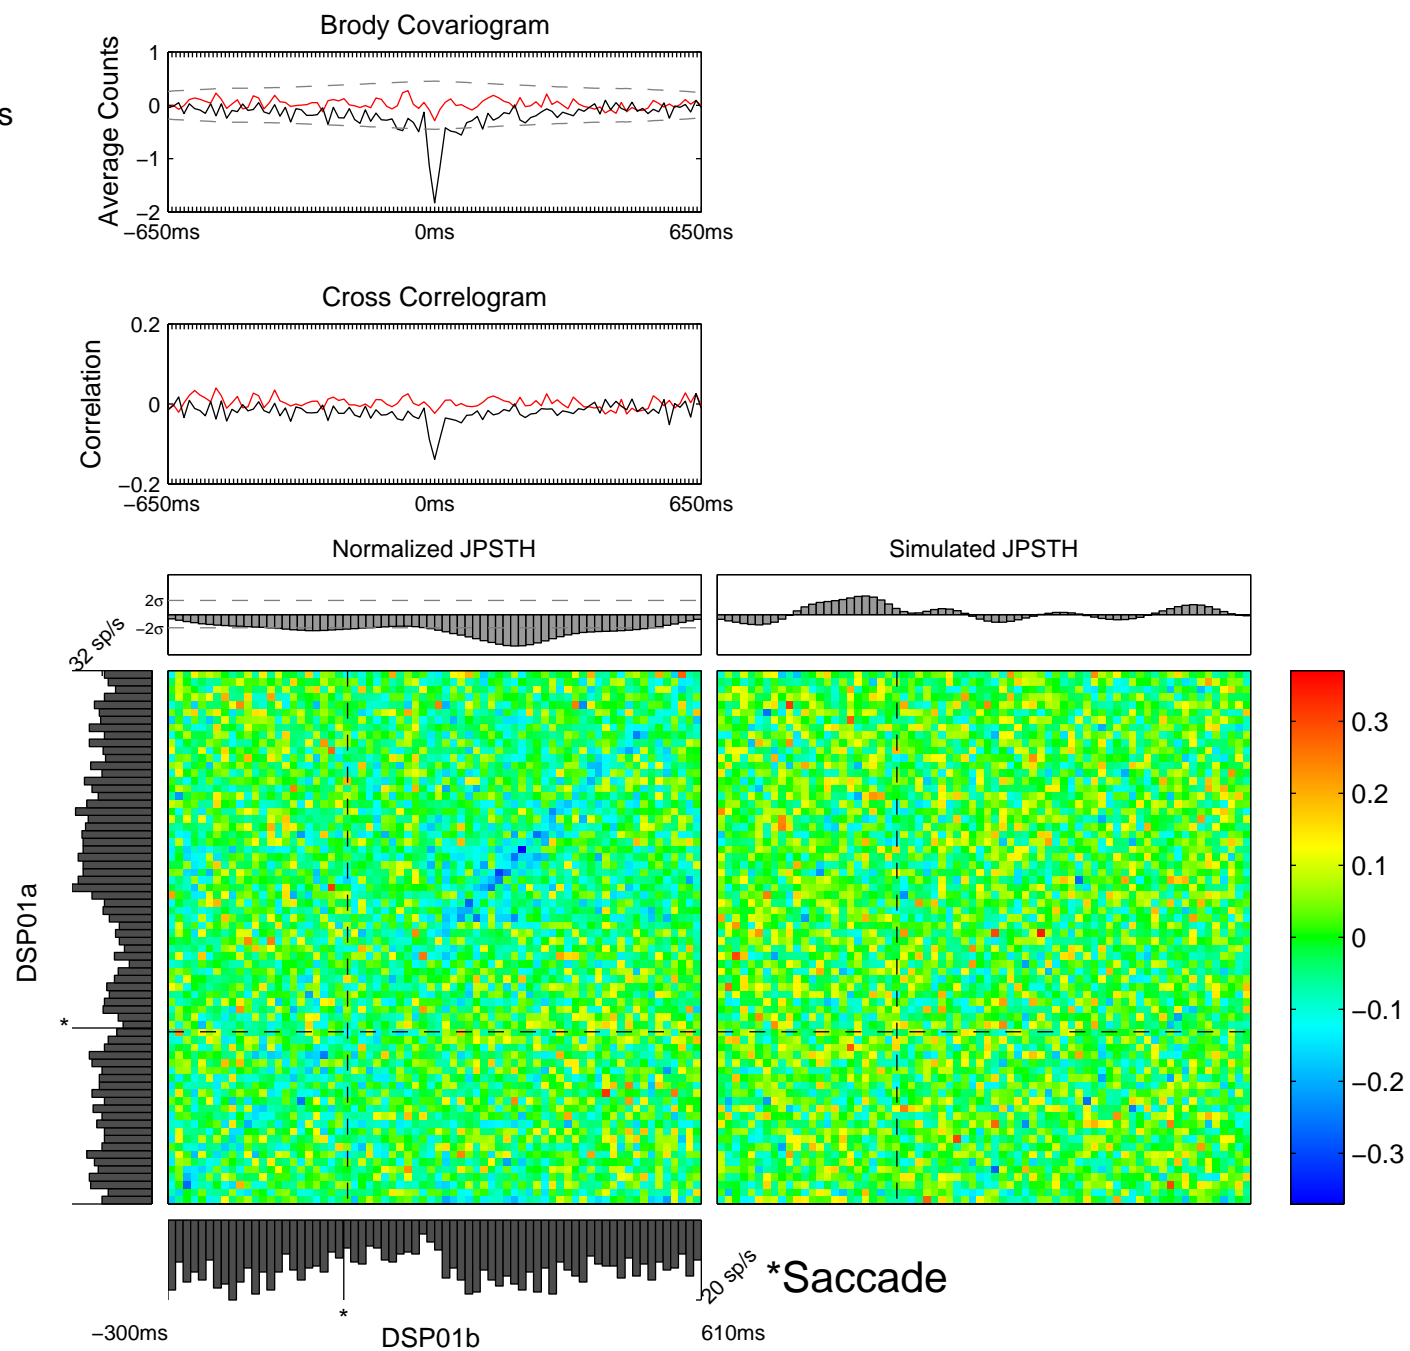 Brody Covariogram
s
Average Counts
1
0
−1
−2
−650ms
0ms
650ms
Cross Correlogram
Correlation
0.2
0
−0.2
−650ms
0ms
650ms
Normalized JPSTH
Simulated JPSTH
2σ
−2σ
32 sp/s
DSP01a
*
0.3
0.2
0.1
0
−0.1
−0.2
−0.3
20 sp/s
*Saccade
*
−300ms
DSP01b
610ms